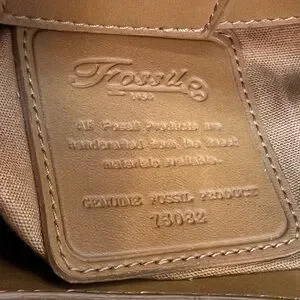 Fossil
1954
All Fossil Products are
handcrafted from the finest
materials available.
GENUINE FOSSIL PRODUCT
75082